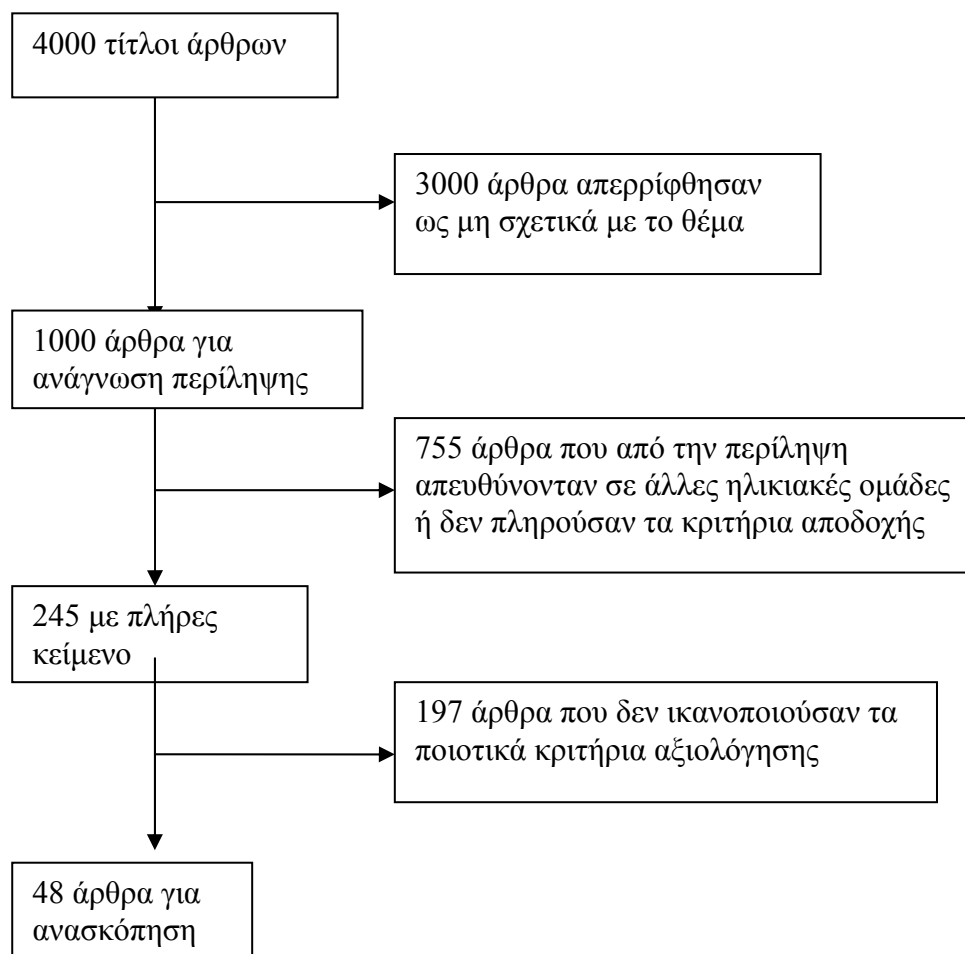 4000 τίτλοι άρθρων
3000 άρθρα απερρίφθησαν
ως μη σχετικά με το θέμα
1000 άρθρα για
ανάγνωση περίληψης
755 άρθρα που από την περίληψη
απευθύνονταν σε άλλες ηλικιακές ομάδες
ή δεν πληρούσαν τα κριτήρια αποδοχής
245 με πλήρες
κείμενο
197 άρθρα που δεν ικανοποιούσαν τα
ποιοτικά κριτήρια αξιολόγησης
48 άρθρα για
ανασκόπηση